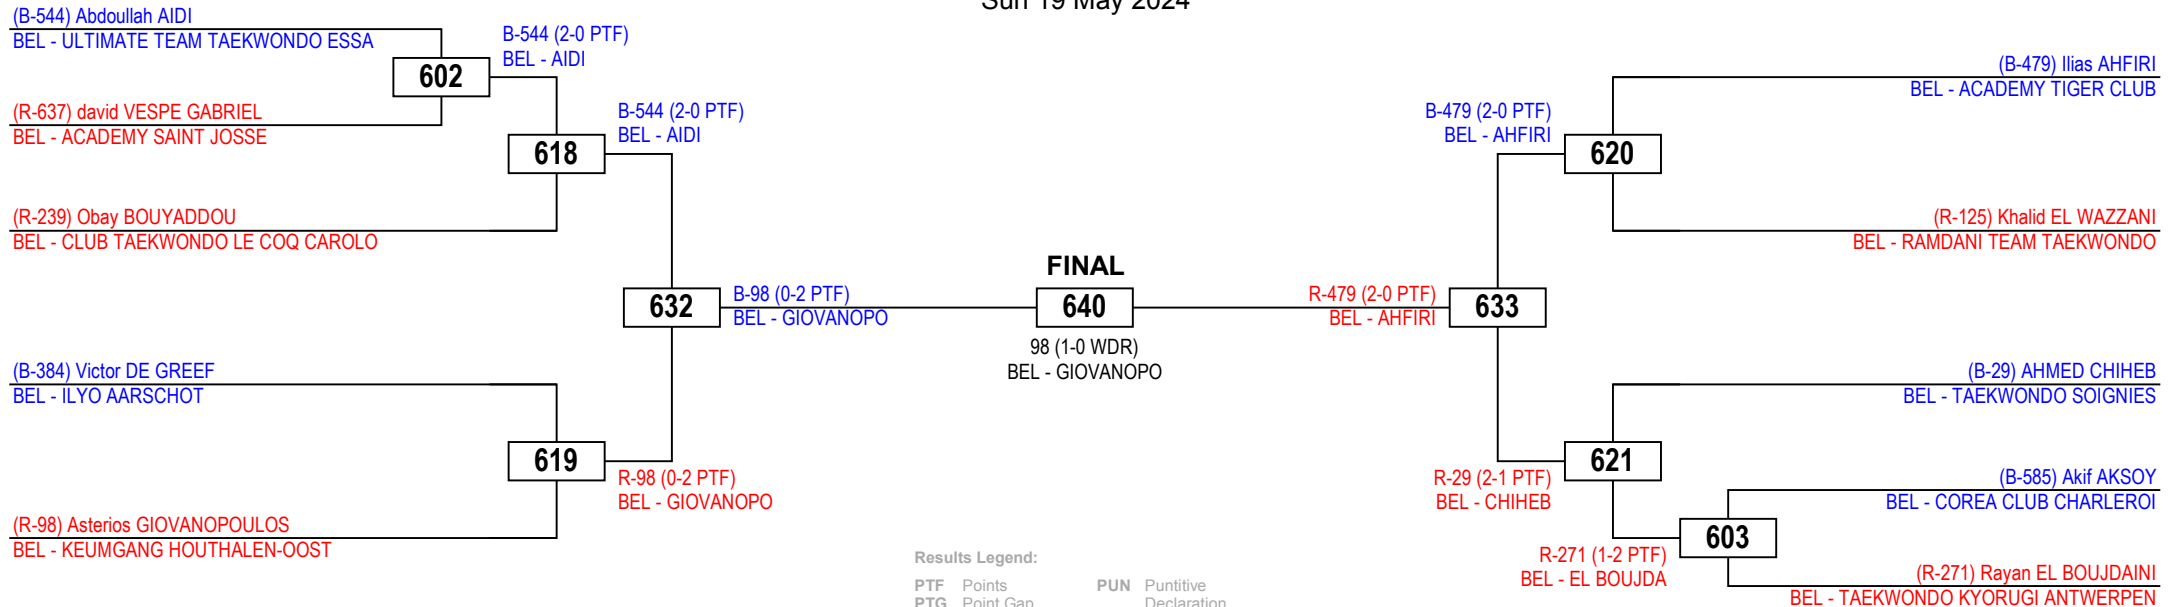 Sun 19 May 2024
(B-544) Abdoullah AIDI
BEL - ULTIMATE TEAM TAEKWONDO ESSA
B-544 (2-0 PTF)
BEL - AIDI
602
(R-637) david VESPE GABRIEL
BEL - ACADEMY SAINT JOSSE
B-544 (2-0 PTF)
BEL - AIDI
618
(R-239) Obay BOUYADDOU
BEL - CLUB TAEKWONDO LE COQ CAROLO
632
B-98 (0-2 PTF)
BEL - GIOVANOPO
(B-384) Victor DE GREEF
BEL - ILYO AARSCHOT
619
R-98 (0-2 PTF)
BEL - GIOVANOPO
(R-98) Asterios GIOVANOPOULOS
BEL - KEUMGANG HOUTHALEN-OOST
FINAL
640
98 (1-0 WDR)
BEL - GIOVANOPO
(B-479) Ilias AHFIRI
BEL - ACADEMY TIGER CLUB
B-479 (2-0 PTF)
BEL - AHFIRI
620
(R-125) Khalid EL WAZZANI
BEL - RAMDANI TEAM TAEKWONDO
R-479 (2-0 PTF)
BEL - AHFIRI
633
(B-29) AHMED CHIHEB
BEL - TAEKWONDO SOIGNIES
621
R-29 (2-1 PTF)
BEL - CHIHEB
(B-585) Akif AKSOY
BEL - COREA CLUB CHARLEROI
603
R-271 (1-2 PTF)
BEL - EL BOUJDA
(R-271) Rayan EL BOUJDAINI
BEL - TAEKWONDO KYORUGI ANTWERPEN
Results Legend:
PTF Points PUN Puntitive
PTG Point Gap Declaration